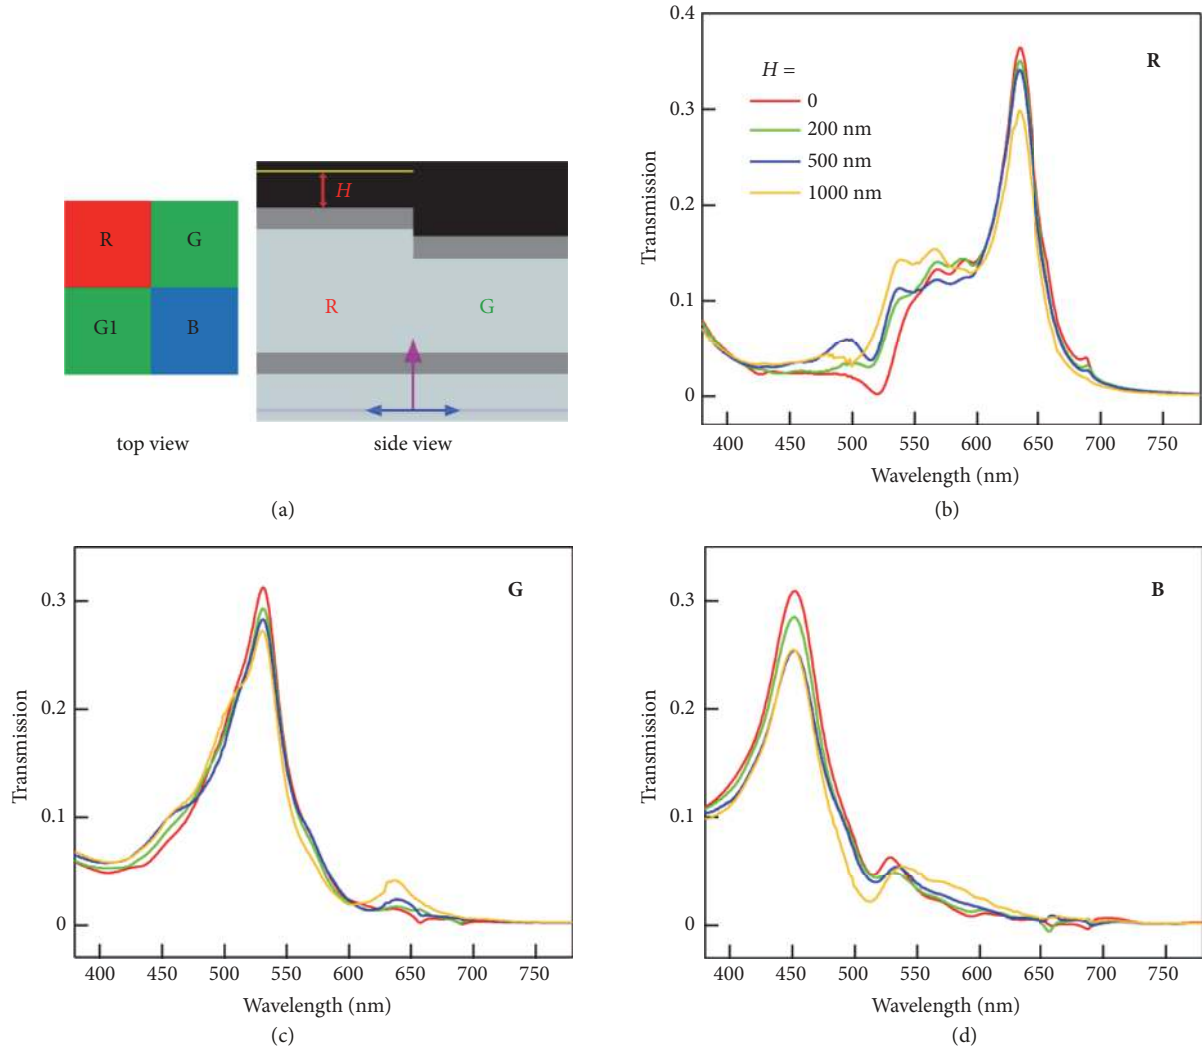 R G
G1 B
top view
H
R G
side view
(a)
0.4
0.3
0.2
0.1
0
Transmission
R
H =
0
200 nm
500 nm
1000 nm
400 450 500 550 600 650 700 750
Wavelength (nm)
(b)
0.3
0.2
0.1
0
Transmission
G
400 450 500 550 600 650 700 750
Wavelength (nm)
(c)
0.3
0.2
0.1
0
Transmission
B
400 450 500 550 600 650 700 750
Wavelength (nm)
(d)